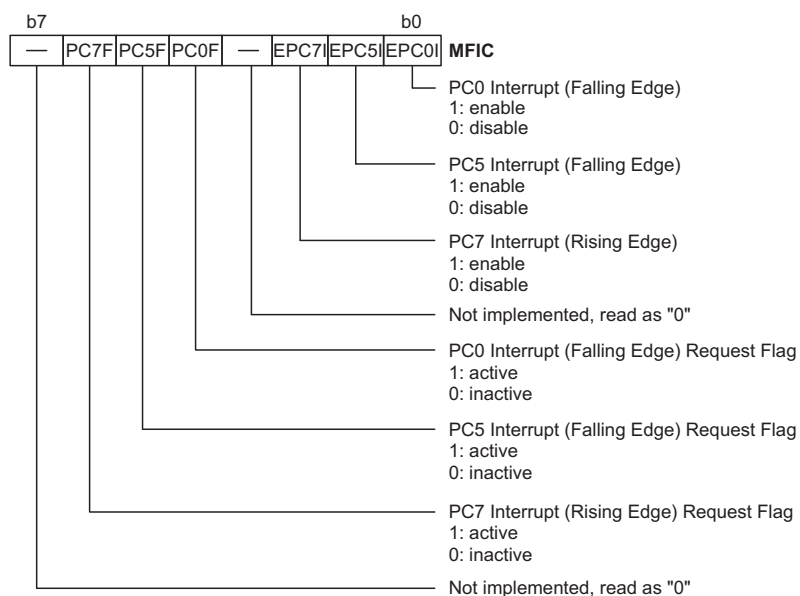 b7 b0
— PC7F PC5F PC0F — EPC7I EPC5I EPC0I MFIC
PC0 Interrupt (Falling Edge)
1: enable
0: disable
PC5 Interrupt (Falling Edge)
1: enable
0: disable
PC7 Interrupt (Rising Edge)
1: enable
0: disable
Not implemented, read as "0"
PC0 Interrupt (Falling Edge) Request Flag
1: active
0: inactive
PC5 Interrupt (Falling Edge) Request Flag
1: active
0: inactive
PC7 Interrupt (Rising Edge) Request Flag
1: active
0: inactive
Not implemented, read as "0"